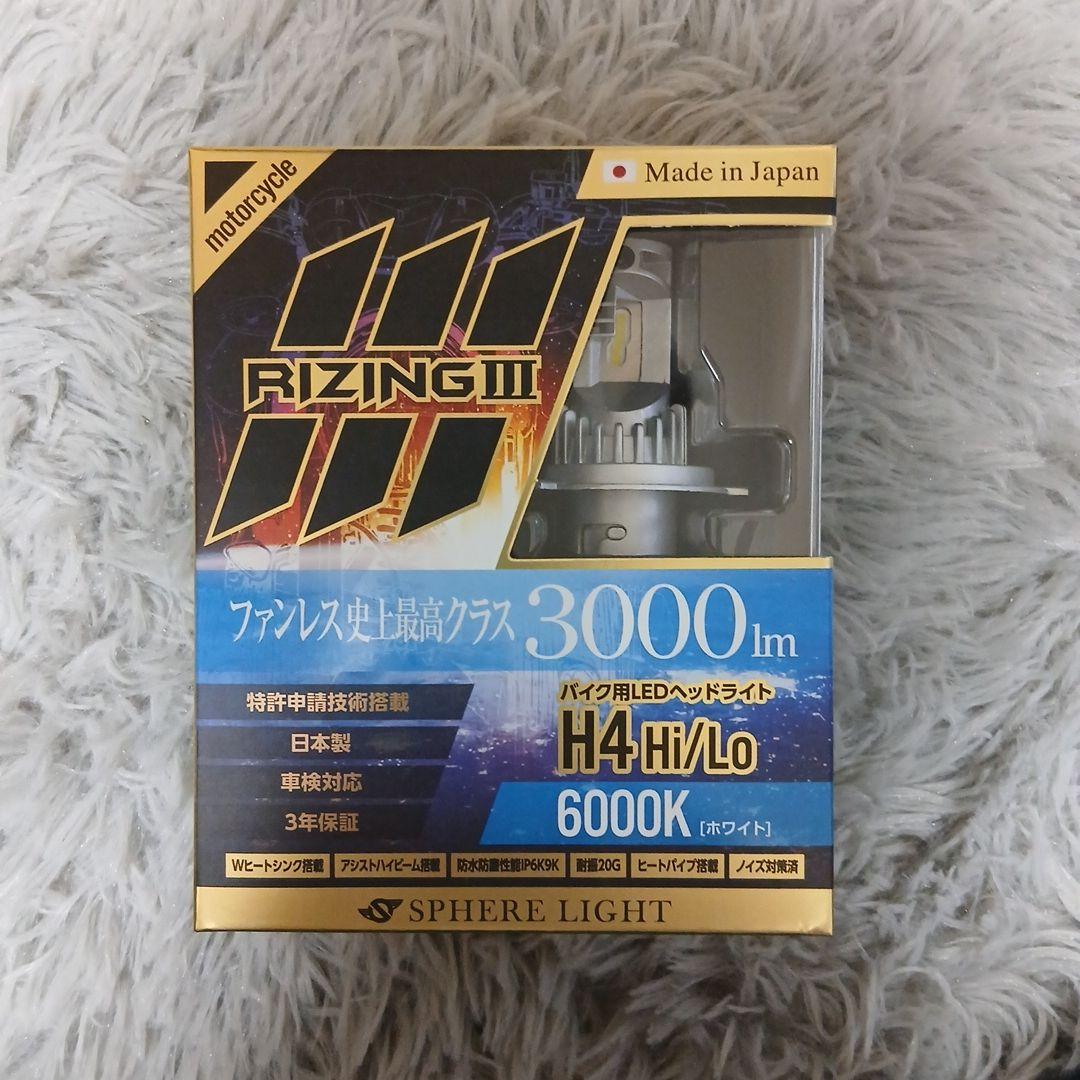 motorcycle
Made in Japan
RIZING III
ファンレス史上最高クラス 3000lm
特許申請技術搭載
日本製
車検対応
3年保証
バイク用LEDヘッドライト
H4 Hi/Lo
6000K [ホワイト]
Wヒートシンク搭載 アシストハイビーム搭載 防水防塵性能IP6K9K 耐振20G ヒートパイプ搭載 ノイズ対策済
SPHERE LIGHT